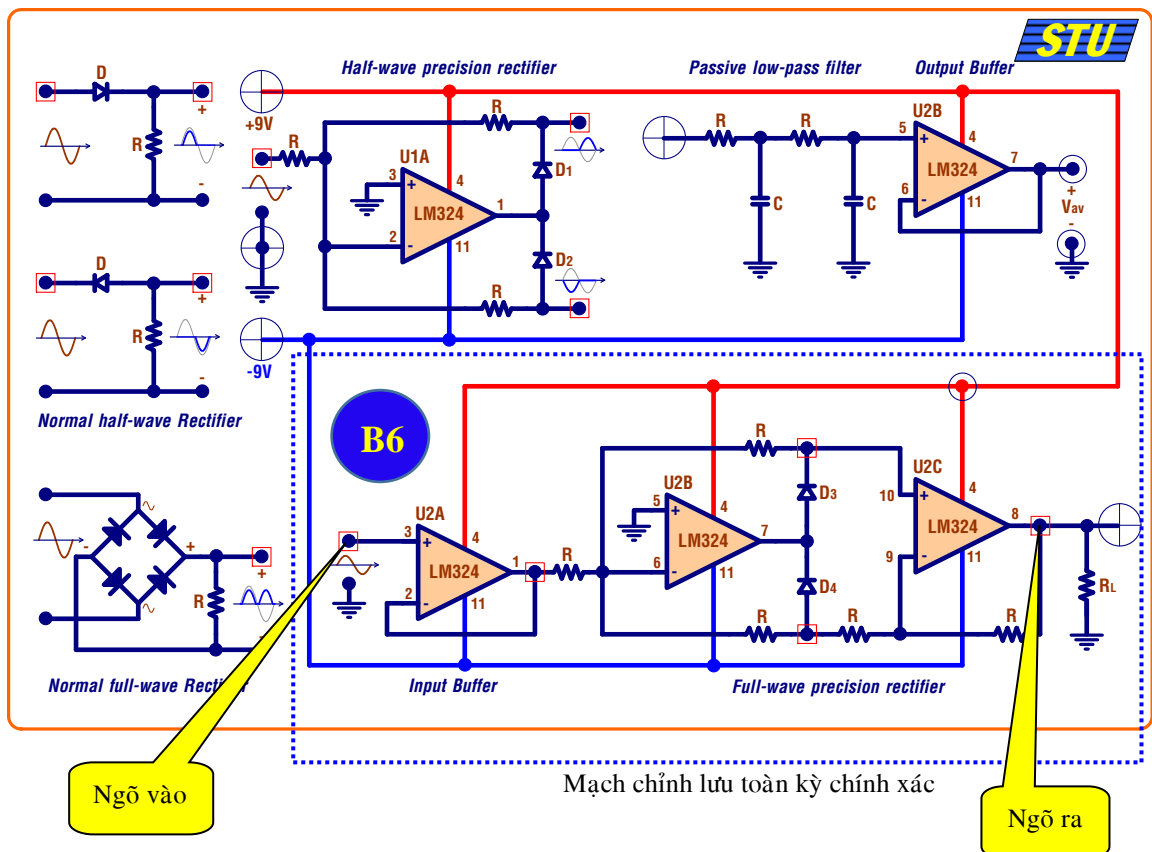 STU
Half-wave precision rectifier
Passive low-pass filter
Output Buffer
D
R
+
-
+9V
R
R
U1A
3
+
4
LM324
1
2
-
11
D1
D2
R
R
R
C
C
U2B
5
+
4
LM324
7
6
-
11
+
Vav
-
D
R
+
-
-9V
Normal half-wave Rectifier
B6
-
+
R
+
Normal full-wave Rectifier
U2A
3
+
4
LM324
1
2
-
11
R
R
U2B
5
+
4
LM324
7
6
-
11
D3
D4
R
R
U2C
10
+
4
LM324
8
9
-
11
R
RL
Input Buffer
Full-wave precision rectifier
Ngõ vào
Mạch chỉnh lưu toàn kỳ chính xác
Ngõ ra